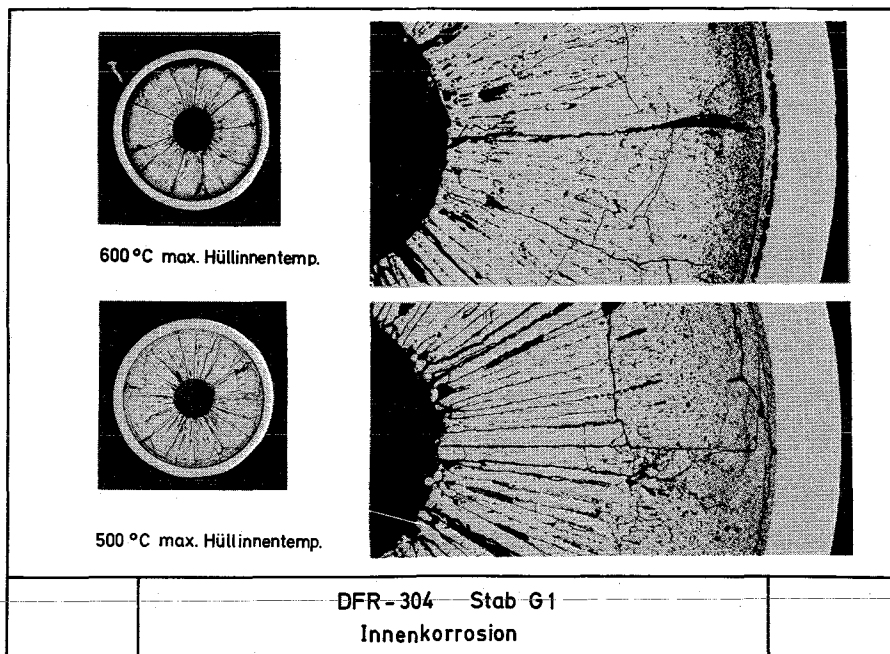 600 °C max. Hüllinnentemp.
500 °C max. Hüllinnentemp.
DFR-304 Stab G1
Innenkorrosion